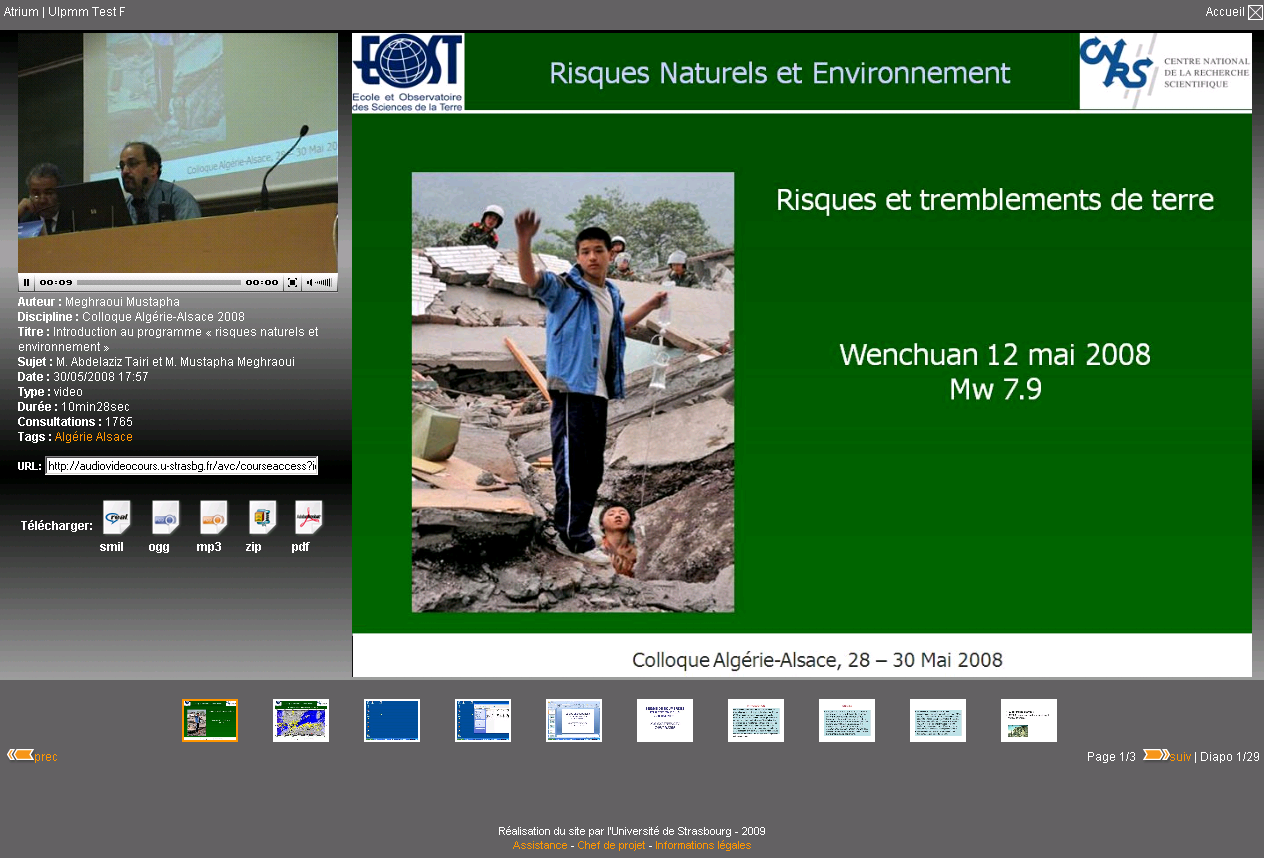 Atrium | Ulpmm Test F
Accueil
Colloque Algérie-Alsace, 28 – 30 Mai 20
00:09
00:00
Auteur : Meghraoui Mustapha
Discipline : Colloque Algérie-Alsace 2008
Titre : Introduction au programme « risques naturels et
environnement »
Sujet : M. Abdelaziz Tairi et M. Mustapha Meghraoui
Date : 30/05/2008 17:57
Type : video
Durée : 10min28sec
Consultations : 1765
Tags : Algérie Alsace
URL: http://audiovideocours.u-strasbg.fr/avc/courseaccess?i
Télécharger:
real
smil
ogg
mp3
zip
pdf
EOST
Ecole et Observatoire
des Sciences de la Terre
Risques Naturels et Environnement
CNRS
CENTRE NATIONAL
DE LA RECHERCHE
SCIENTIFIQUE
Risques et tremblements de terre
Wenchuan 12 mai 2008
Mw 7.9
Colloque Algérie-Alsace, 28 – 30 Mai 2008
prec
Page 1/3 suiv | Diapo 1/29
Réalisation du site par l'Université de Strasbourg - 2009
Assistance - Chef de projet - Informations légales